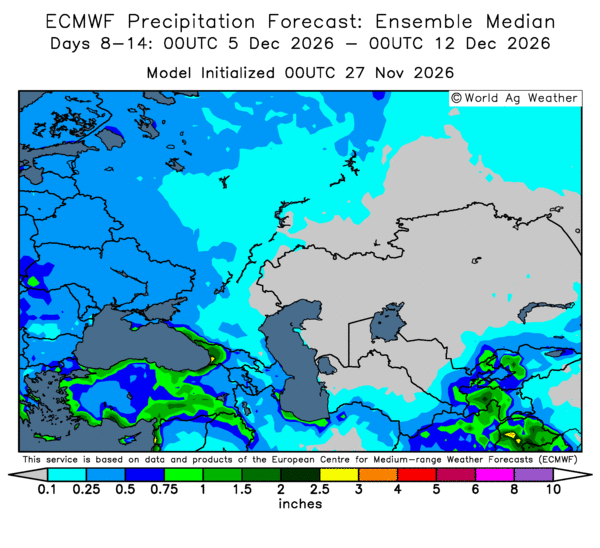 ECMWF Precipitation Forecast: Ensemble Median
Days 8-14: 00UTC 5 Dec 2026 - 00UTC 12 Dec 2026
Model Initialized 00UTC 27 Nov 2026
©World Ag Weather
This service is based on data and products of the European Centre for Medium-range Weather Forecasts (ECMWF)
0.1 0.25 0.5 0.75 1 1.5 2 2.5 3 4 5 6 8 10
inches